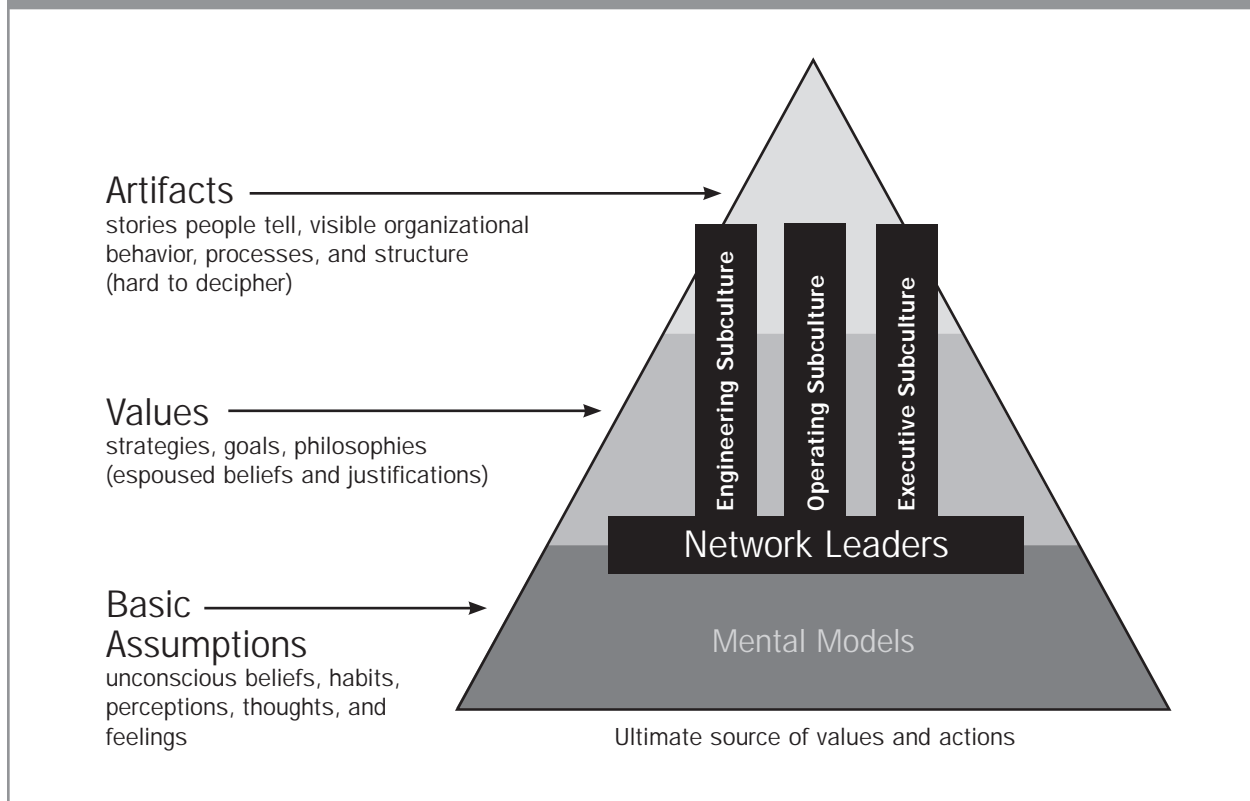 Artifacts
stories people tell, visible organizational
behavior, processes, and structure
(hard to decipher)
Values
strategies, goals, philosophies
(espoused beliefs and justifications)
Basic
Assumptions
unconscious beliefs, habits,
perceptions, thoughts, and
feelings
Engineering Subculture
Operating Subculture
Executive Subculture
Network Leaders
Mental Models
Ultimate source of values and actions